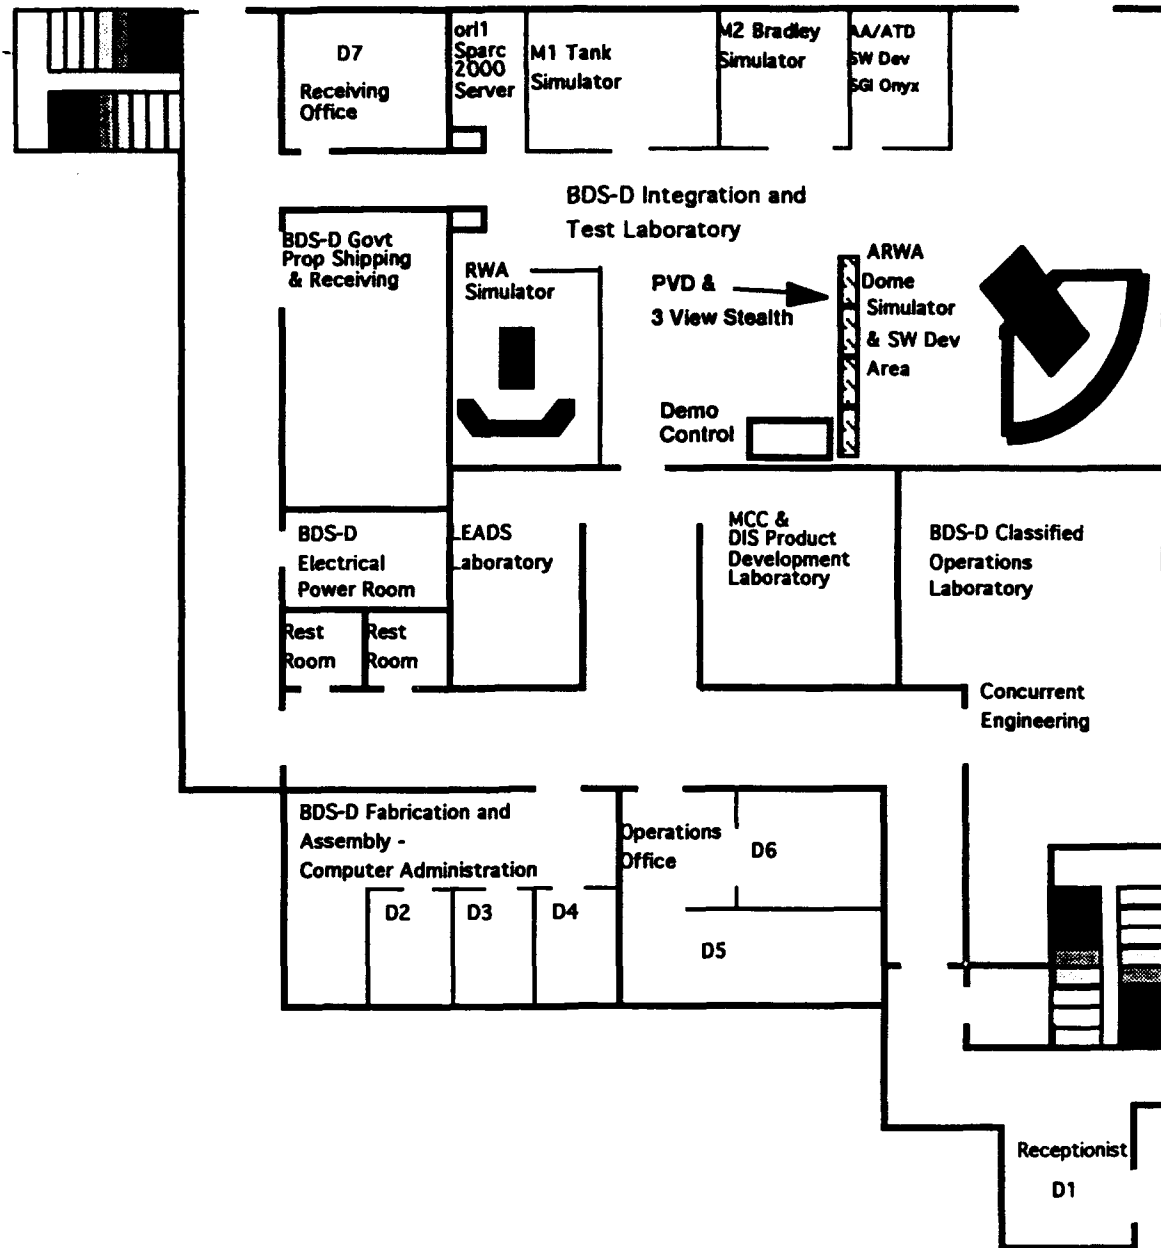 D7
Receiving
Office
orl1
Sparc
2000
Server
M1 Tank
Simulator
M2 Bradley
Simulator
AA/ATD
SW Dev
SGI Onyx
BDS-D Integration and
Test Laboratory
BDS-D Govt
Prop Shipping
& Receiving
RWA
Simulator
PVD &
3 View Stealth
ARWA
Dome
Simulator
& SW Dev
Area
Demo
Control
BDS-D
Electrical
Power Room
LEADS
Laboratory
MCC &
DIS Product
Development
Laboratory
BDS-D Classified
Operations
Laboratory
Rest
Room
Rest
Room
Concurrent
Engineering
BDS-D Fabrication and
Assembly -
Computer Administration
Operations
Office
D6
D2
D3
D4
D5
Receptionist
D1